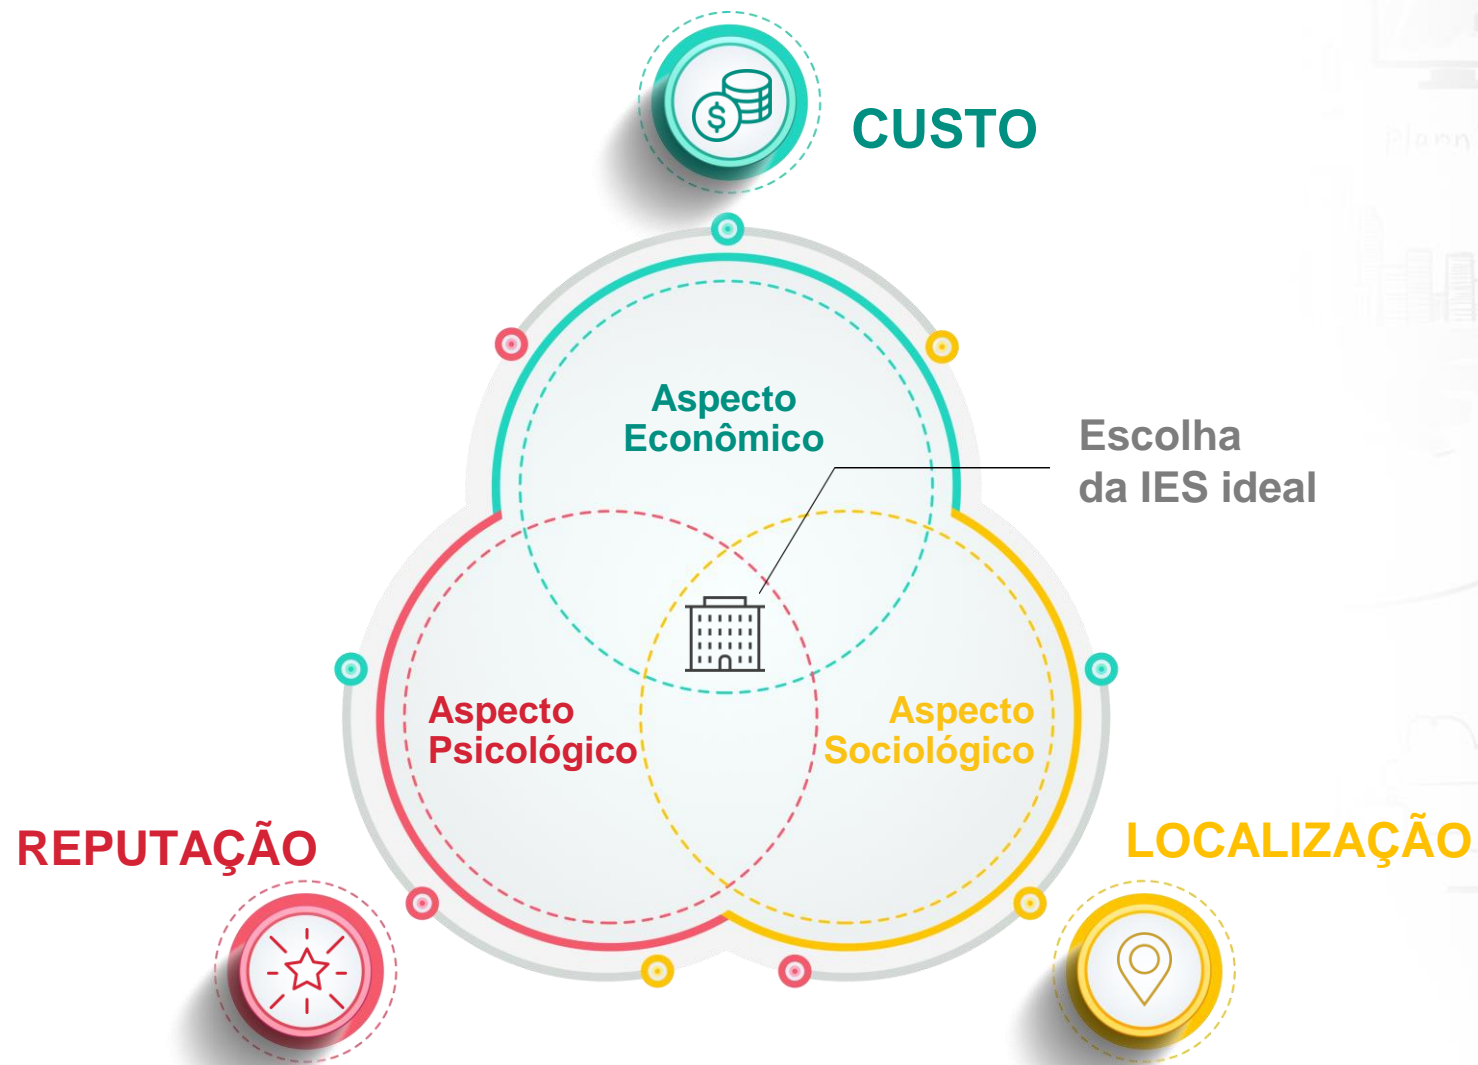 CUSTO
Aspecto
Econômico
Escolha
da IES ideal
Aspecto
Psicológico
Aspecto
Sociológico
REPUTAÇÃO
LOCALIZAÇÃO